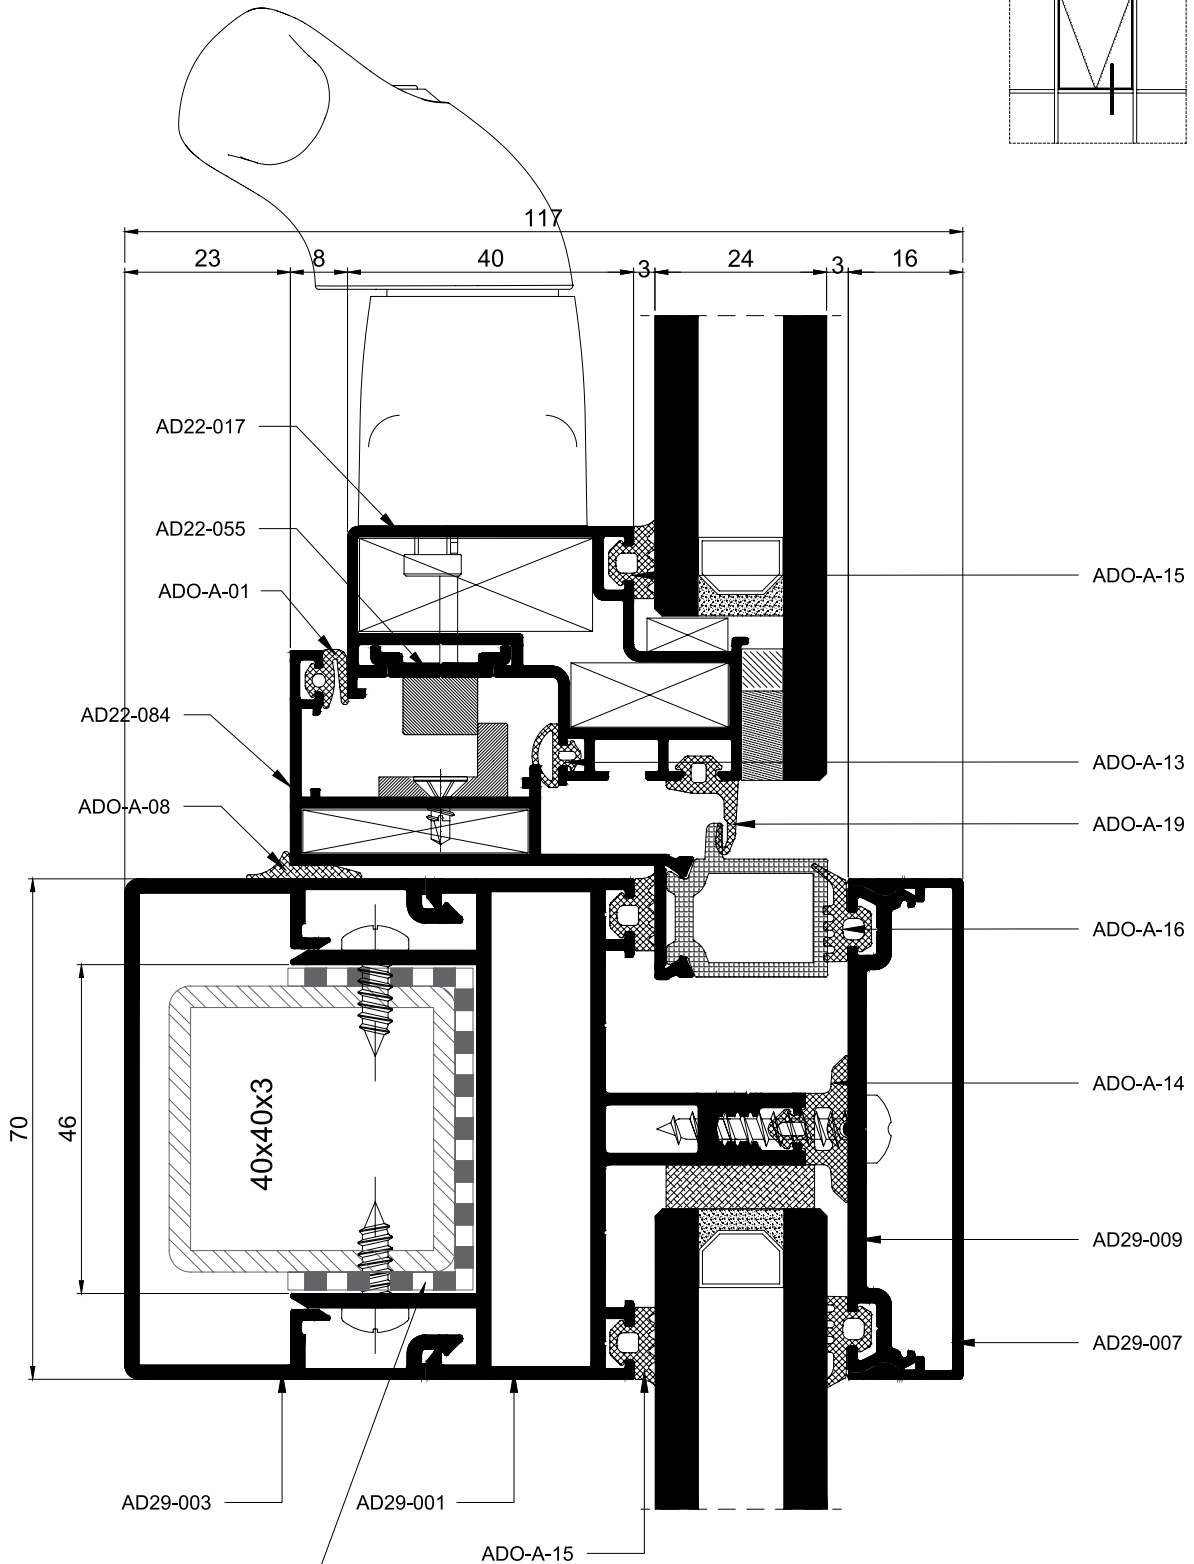 117
23
8
40
3
24
3
16
AD22-017
AD22-055
ADO-A-15
ADO-A-01
AD22-084
ADO-A-13
ADO-A-08
ADO-A-19
ADO-A-16
40x40x3
70
46
ADO-A-14
AD29-009
AD29-007
AD29-003
AD29-001
ADO-A-15